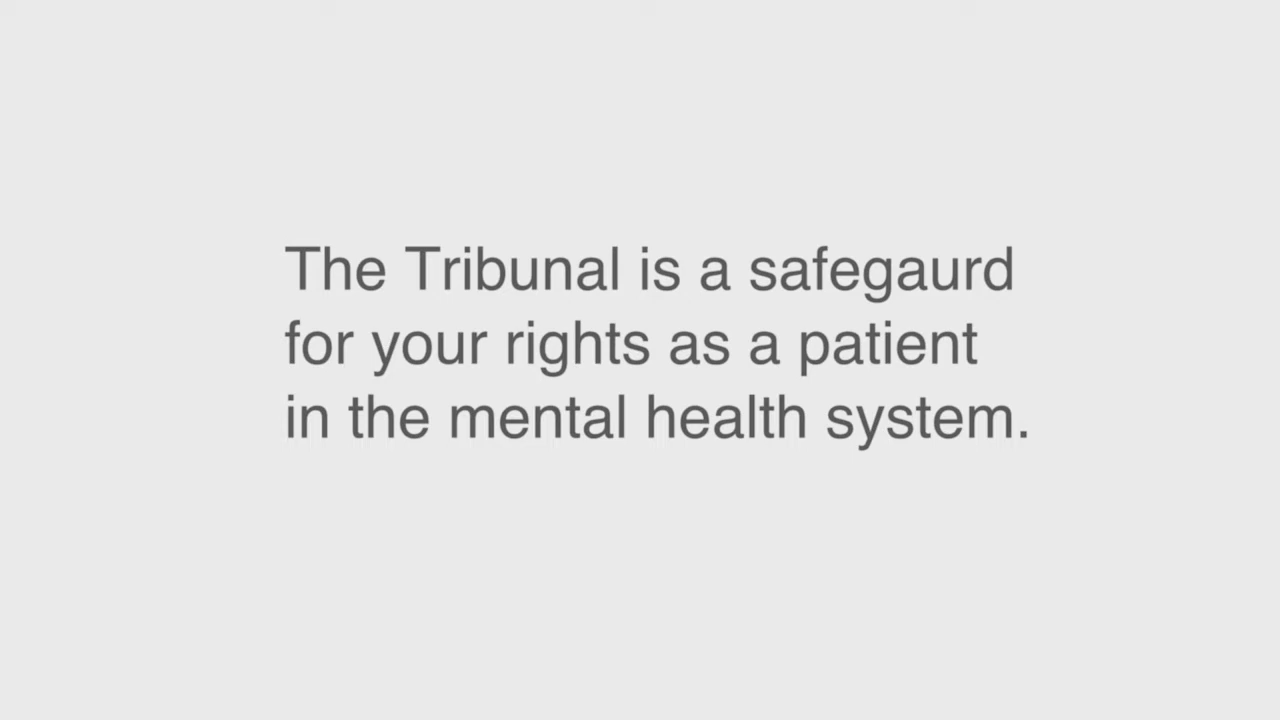 The Tribunal is a safegaurd
for your rights as a patient
in the mental health system.